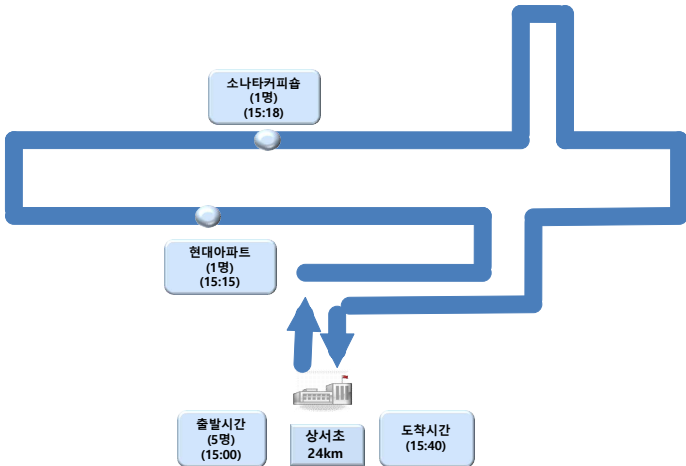 소나타커피숍
(1명)
(15:18)
현대아파트
(1명)
(15:15)
출발시간
(5명)
(15:00)
상서초
24km
도착시간
(15:40)